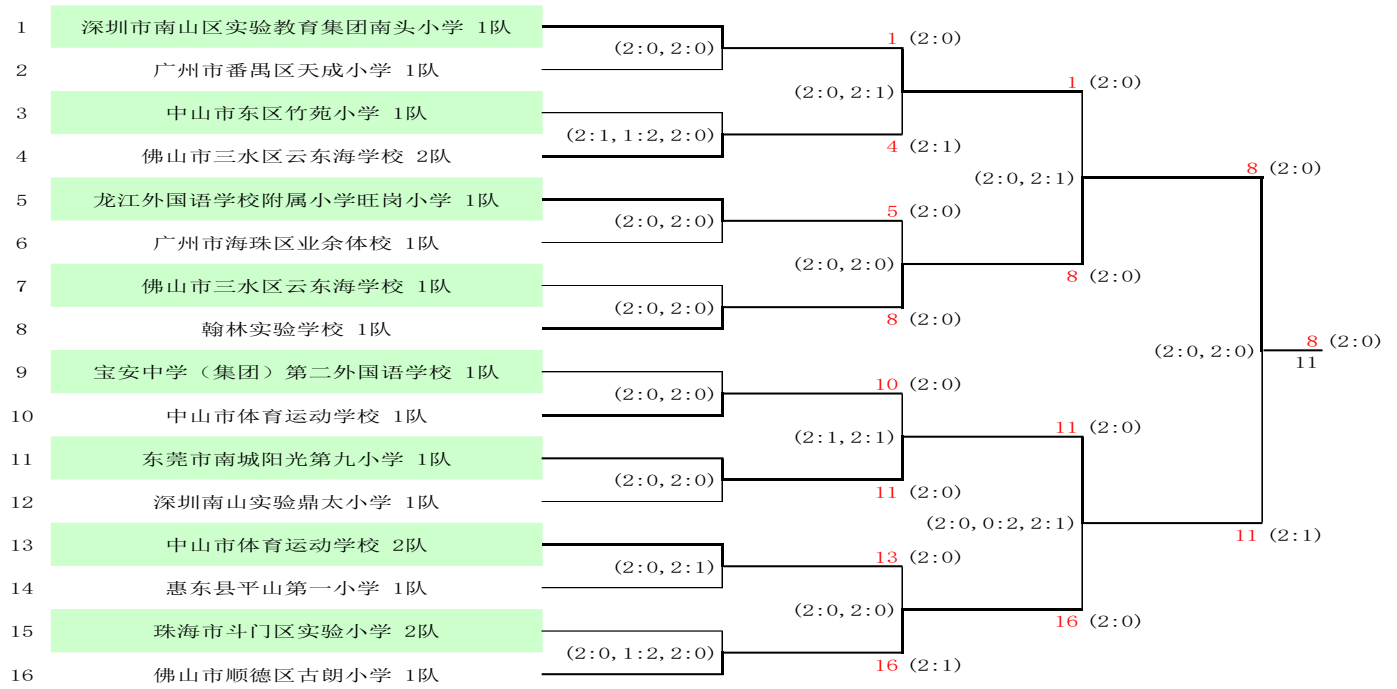 1 深圳市南山区实验教育集团南头小学 1队
2 广州市番禺区天成小学 1队
3 中山市东区竹苑小学 1队
4 佛山市三水区云东海学校 2队
5 龙江外国语学校附属小学旺岗小学 1队
6 广州市海珠区业余体校 1队
7 佛山市三水区云东海学校 1队
8 翰林实验学校 1队
9 宝安中学（集团）第二外国语学校 1队
10 中山市体育运动学校 1队
11 东莞市南城阳光第九小学 1队
12 深圳南山实验鼎太小学 1队
13 中山市体育运动学校 2队
14 惠东县平山第一小学 1队
15 珠海市斗门区实验小学 2队
16 佛山市顺德区古朗小学 1队
(2:0,2:0)
(2:1,1:2,2:0)
(2:0,2:0)
(2:0,2:0)
(2:0,2:0)
(2:0,2:0)
(2:0,2:1)
(2:0,1:2,2:0)
1 (2:0)
(2:0,2:1)
4 (2:1)
5 (2:0)
(2:0,2:0)
8 (2:0)
10 (2:0)
(2:1,2:1)
11 (2:0)
13 (2:0)
(2:0,2:0)
16 (2:1)
1 (2:0)
(2:0,2:1)
8 (2:0)
11 (2:0)
(2:0,0:2,2:1)
16 (2:0)
8 (2:0)
(2:0,2:0)
11 (2:1)
8 (2:0)
11